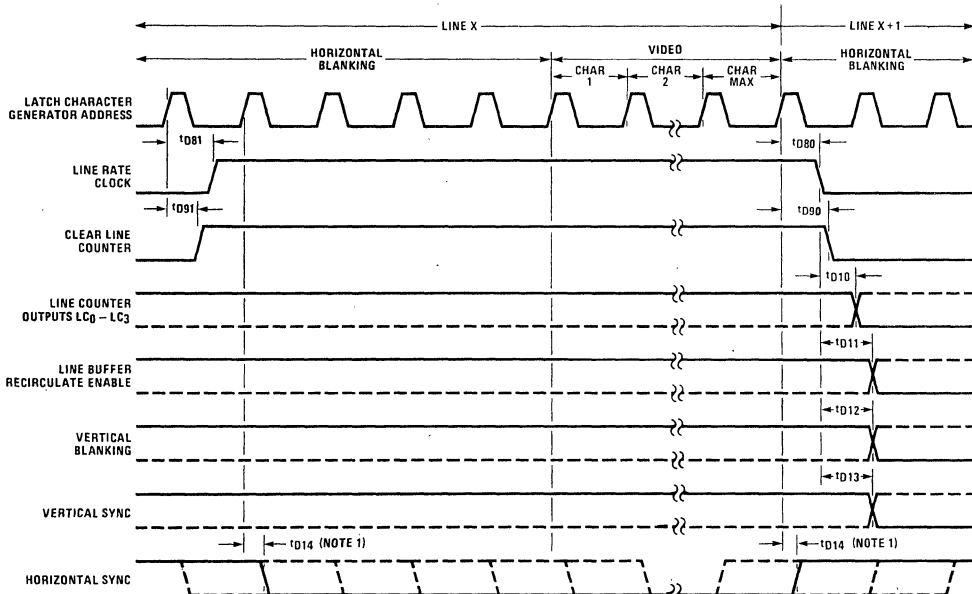 LINE X
LINE X+1
HORIZONTAL
BLANKING
VIDEO
HORIZONTAL
BLANKING
CHAR
1
CHAR
2
CHAR
MAX
LATCH CHARACTER
GENERATOR ADDRESS
tD81
tD80
LINE RATE
CLOCK
tD91
tD90
CLEAR LINE
COUNTER
tD10
LINE COUNTER
OUTPUTS LC0 – LC3
tD11
LINE BUFFER
RECIRCULATE ENABLE
tD12
VERTICAL
BLANKING
tD13
VERTICAL SYNC
tD14 (NOTE 1)
tD14 (NOTE 1)
HORIZONTAL SYNC